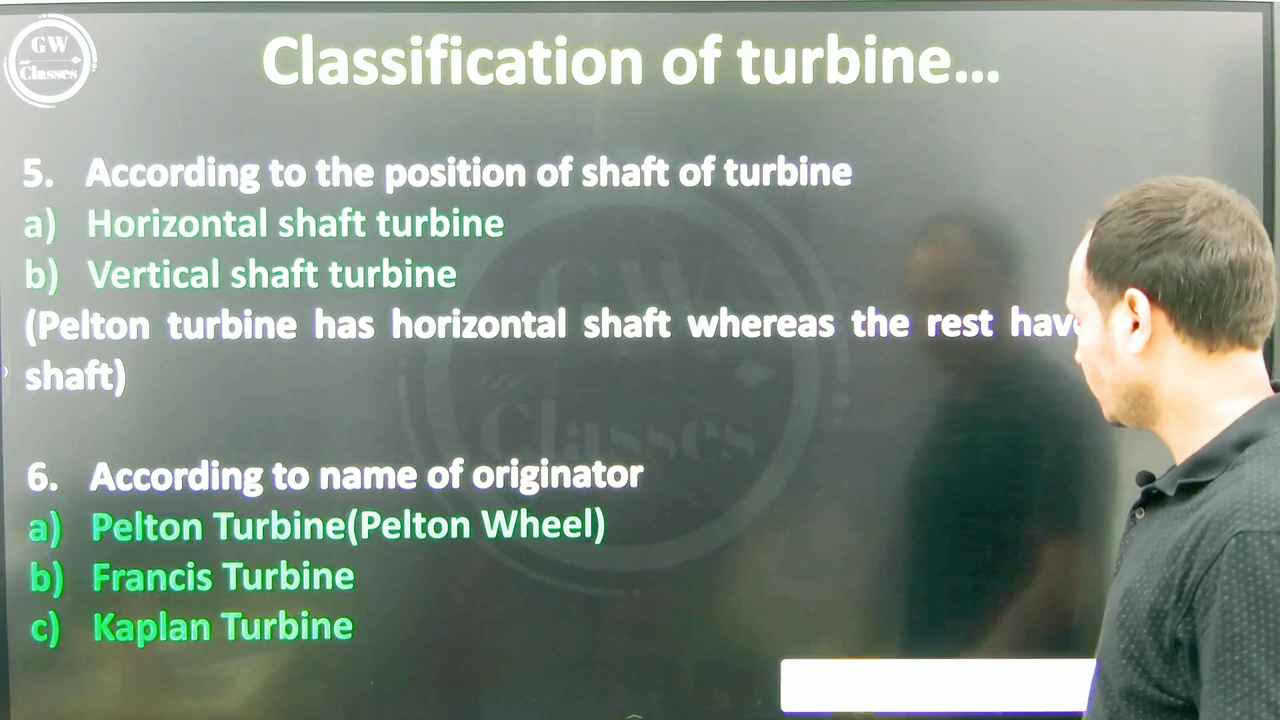 GW
Classes
Classification of turbine...
5. According to the position of shaft of turbine
a) Horizontal shaft turbine
b) Vertical shaft turbine
(Pelton turbine has horizontal shaft whereas the rest
shaft)
6. According to name of originator
a) Pelton Turbine(Pelton Wheel)
b) Francis Turbine
c) Kaplan Turbine
GW
Classes